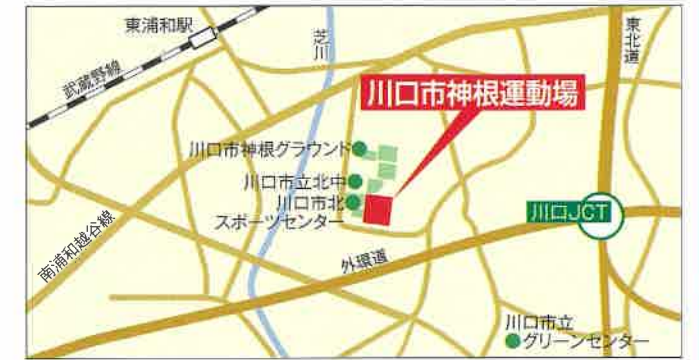 東浦和駅
芝川
東北道
武蔵野線
川口市神根運動場
川口市神根グラウンド
川口市立北中
川口市北
スポーツセンター
川口JCT
南浦和越谷線
外環道
川口市立
グリーンセンター